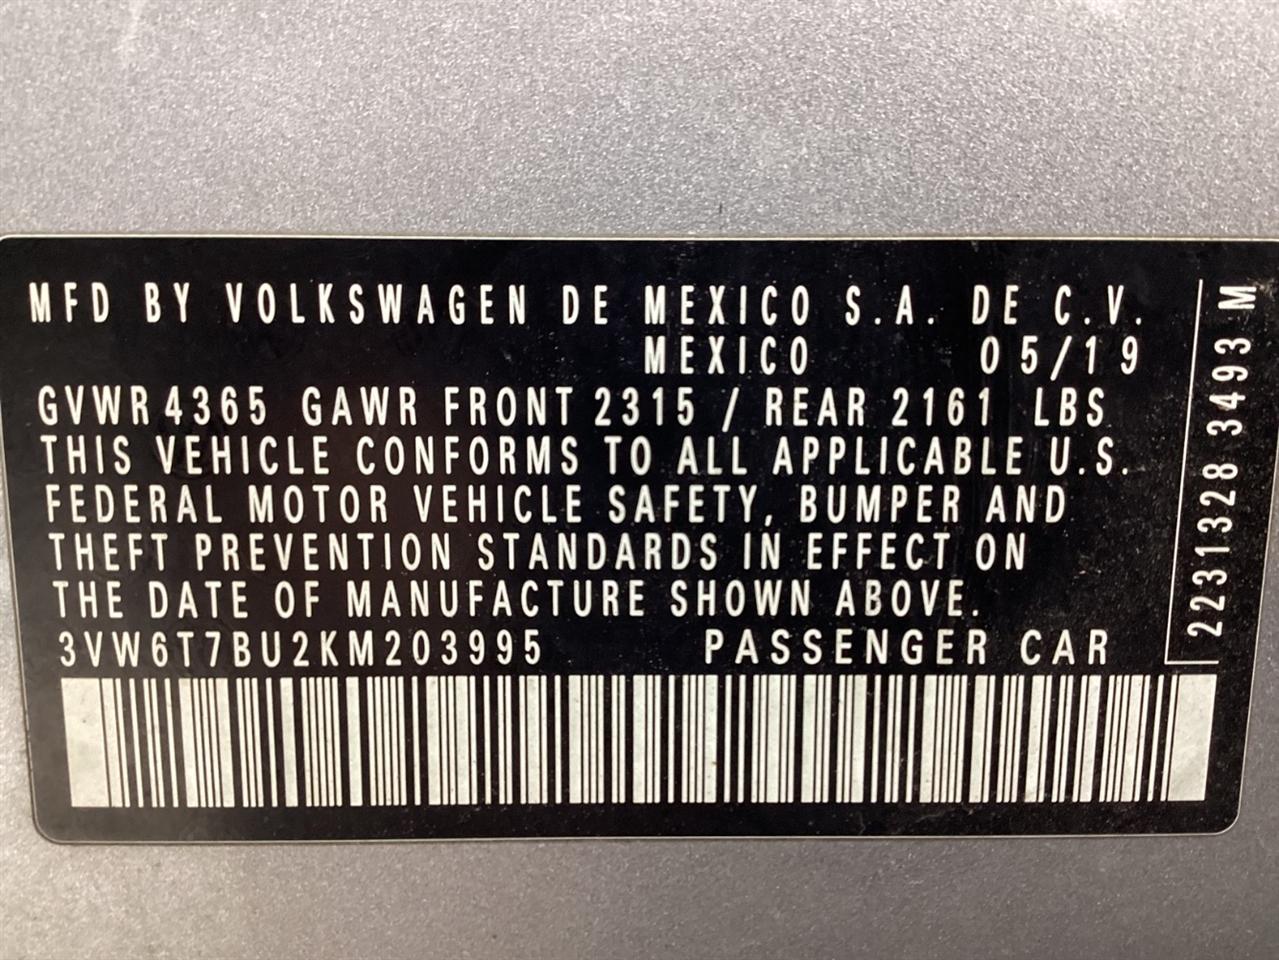 MFD BY VOLKSWAGEN DE MEXICO S.A. DE C.V.
MEXICO 05/19
GVWR 4365 GAWR FRONT 2315 / REAR 2161 LBS
THIS VEHICLE CONFORMS TO ALL APPLICABLE U.S.
FEDERAL MOTOR VEHICLE SAFETY, BUMPER AND
THEFT PREVENTION STANDARDS IN EFFECT ON
THE DATE OF MANUFACTURE SHOWN ABOVE.
3VW6T7BU2KM203995 PASSENGER CAR
2231328 3493 M